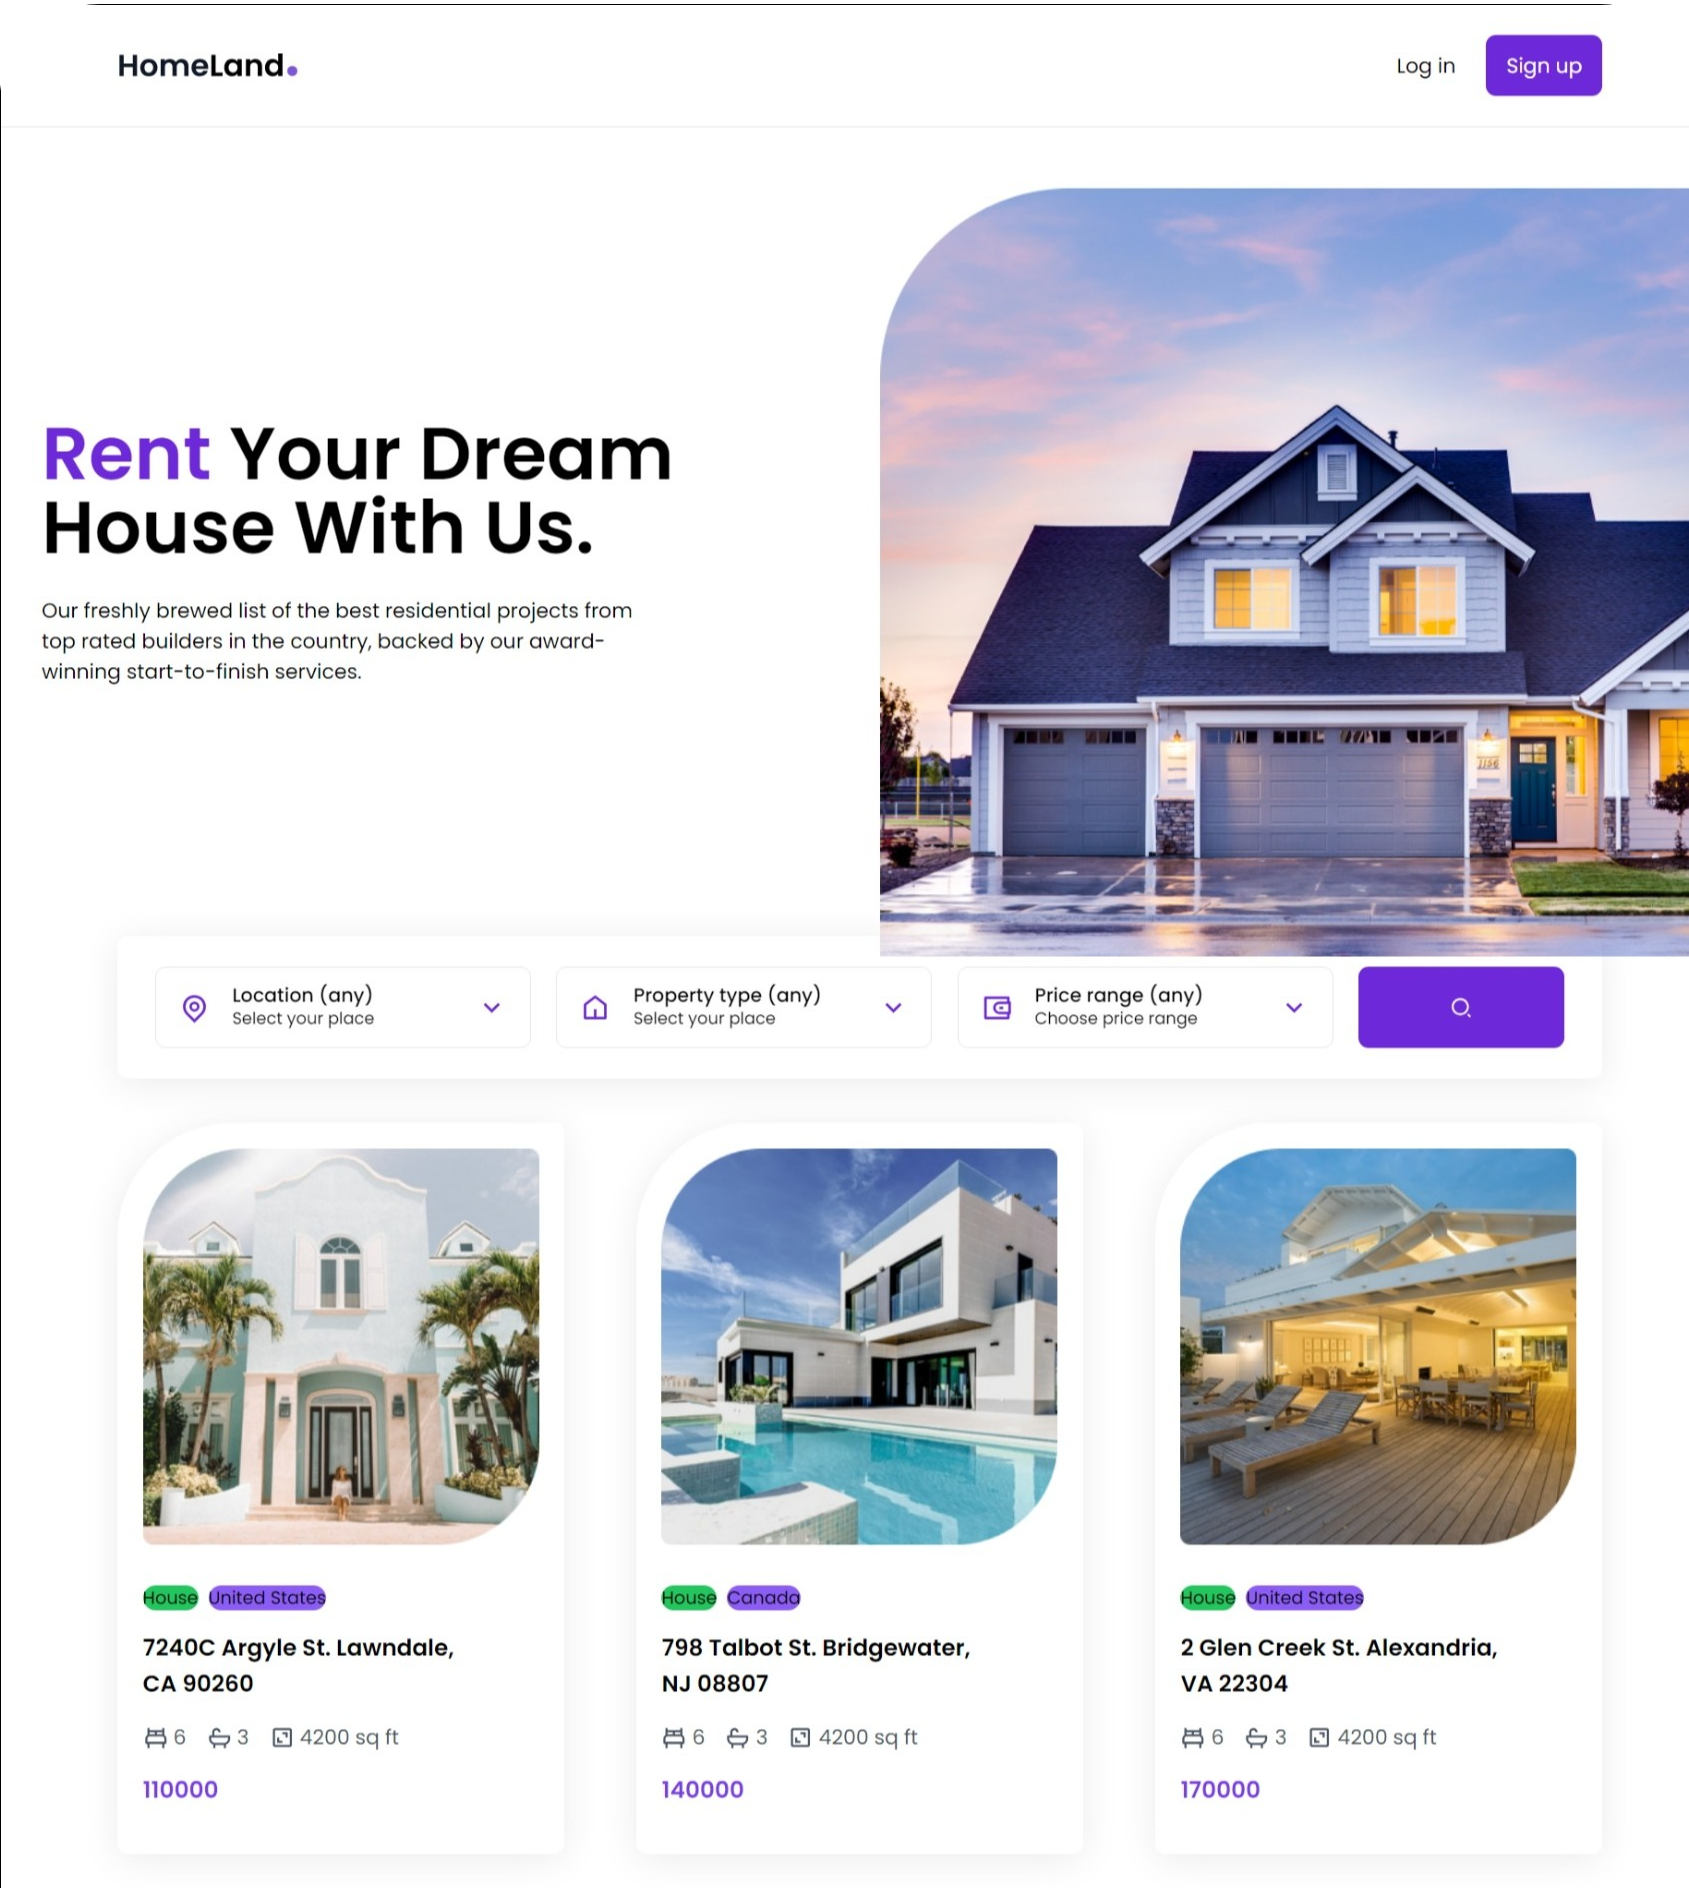 HomeLand.
Log in
Sign up
Rent Your Dream
House With Us.
Our freshly brewed list of the best residential projects from
top rated builders in the country, backed by our award-
winning start-to-finish services.
1156
Location (any)
Select your place
Property type (any)
Select your place
Price range (any)
Choose price range
House United States
7240C Argyle St. Lawndale,
CA 90260
6 3 4200 sq ft
110000
House Canada
798 Talbot St. Bridgewater,
NJ 08807
6 3 4200 sq ft
140000
House United States
2 Glen Creek St. Alexandria,
VA 22304
6 3 4200 sq ft
170000